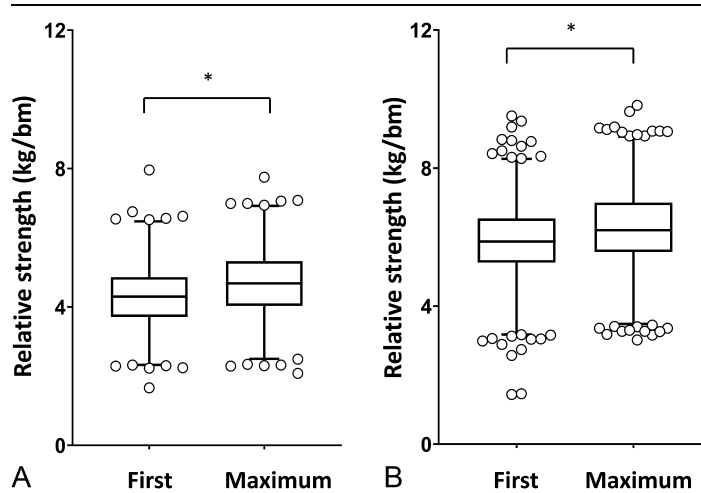 12
8
4
0
Relative strength (kg/bm)
*
First Maximum
A
12
8
4
0
Relative strength (kg/bm)
*
First Maximum
B